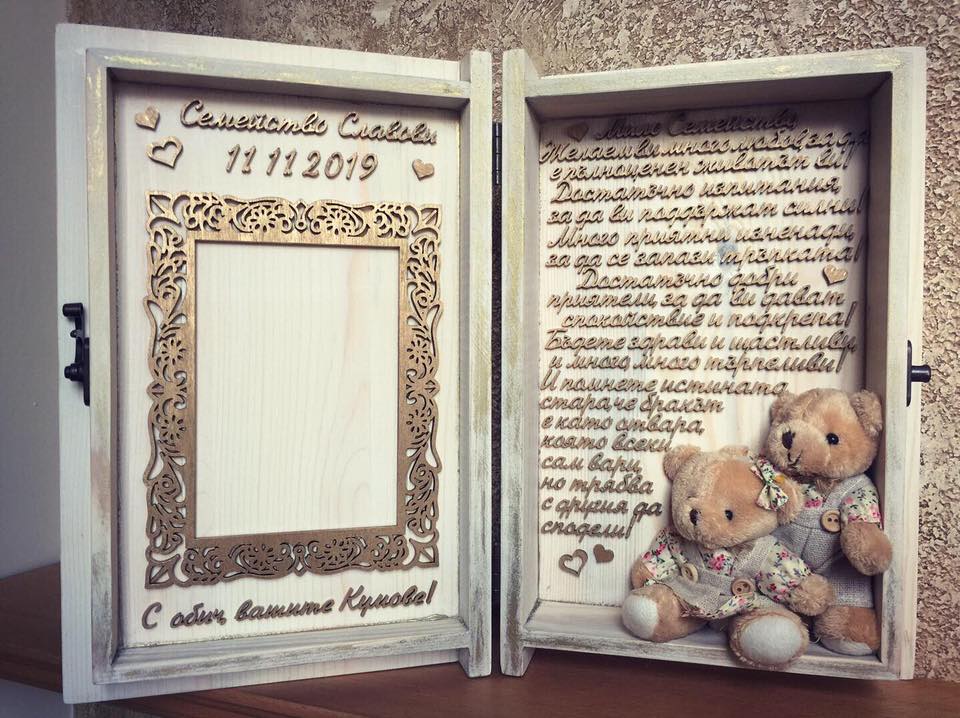 Семейство Славови
11 11 2019
С обич, вашите Кумове!
Мило Семейство,
Желаем ви много любов, за да
е пълноценен животът ви!
Достатъчно изпитания,
за да ви поддържат силни!
Много приятни изненади,
за да се запази тръпката!
Достатъчно добри
приятели, за да ви дават
спокойствие и подкрепа!
Бъдете здрави и щастливи,
и много, много търпеливи!
И помнете истината
стара, че бракът
е като отвара,
която всеки
сам вари,
но трябва
с другия да
сподели!